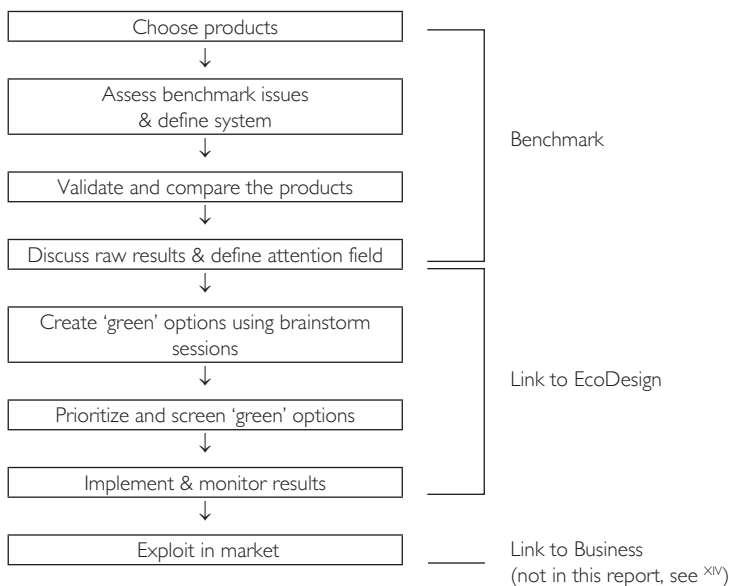 Choose products
↓
Assess benchmark issues
& define system
↓
Benchmark
Validate and compare the products
↓
Discuss raw results & define attention field
↓
Create ‘green’ options using brainstorm
sessions
↓
Link to EcoDesign
Prioritize and screen ‘green’ options
↓
Implement & monitor results
↓
Exploit in market
Link to Business
(not in this report, see XIV)